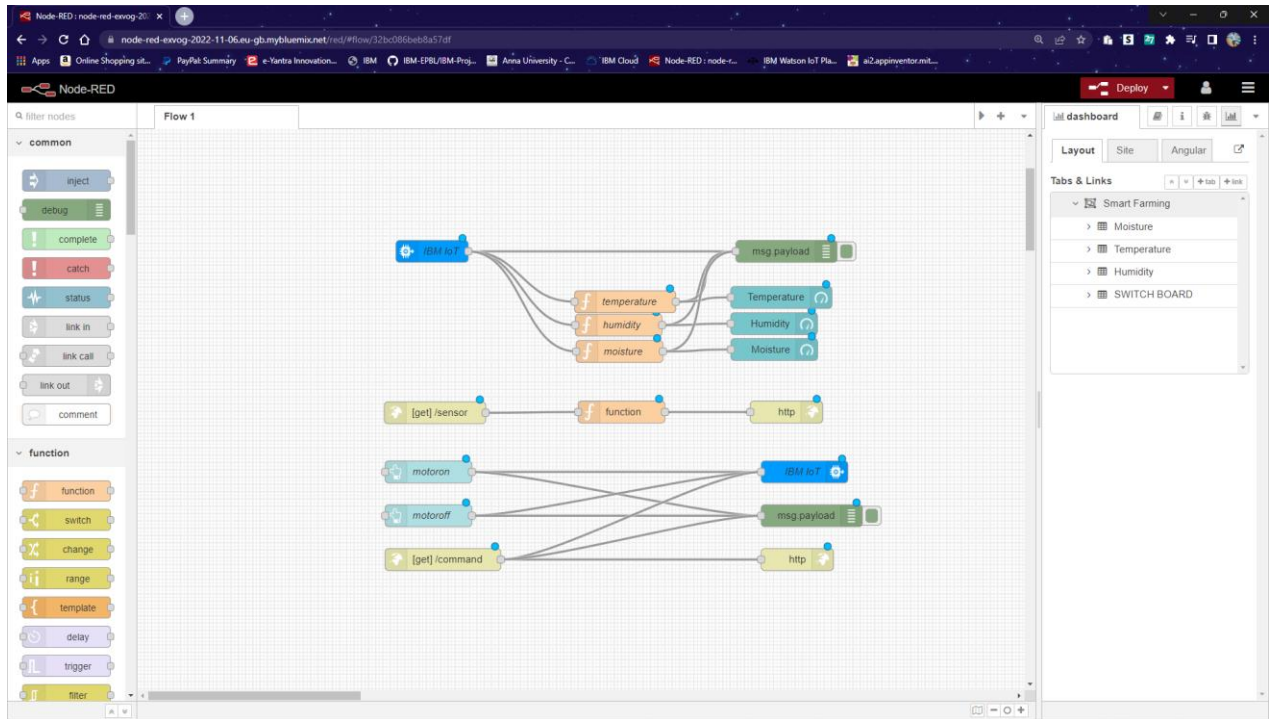 Node-RED : node-red-exvog-202
node-red-exvog-2022-11-06.eu-gb.mybluemix.net/red/#flow/32bc086beb8a57df
Apps Online Shopping sit... PayPal Summary e-Yantra Innovation... IBM IBM-EPBL/IBM-Proj... Anna University - C... IBM Cloud Node-RED : node-r... IBM Watson IoT Pla... ai2.appinventor.mit....
Node-RED Deploy
filter nodes
common
inject
debug
complete
catch
status
link in
link call
link out
comment
function
function
switch
change
range
template
delay
trigger
filter
Flow 1
IBM IoT msg.payload
temperature Temperature
humidity Humidity
moisture Moisture
[get] /sensor function http
motoron IBM IoT
motoroff msg.payload
[get] /command http
dashboard
Layout Site Angular
Tabs & Links + tab + link
Smart Farming
Moisture
Temperature
Humidity
SWITCH BOARD